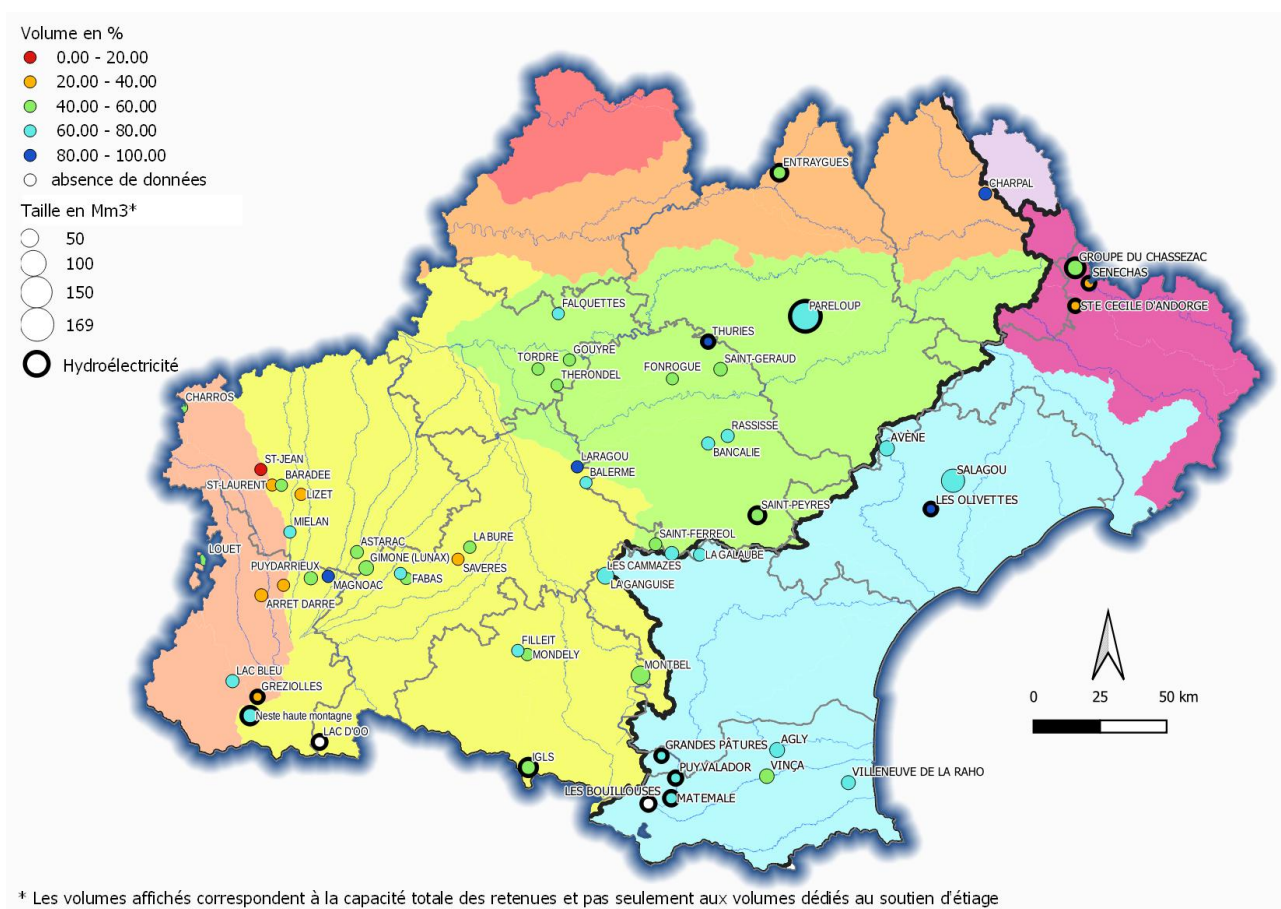 Volume en %
0.00 - 20.00
20.00 - 40.00
40.00 - 60.00
60.00 - 80.00
80.00 - 100.00
absence de données
Taille en Mm3*
50
100
150
169
Hydroélectricité
ENTRAYGUES
CHARPAL
GROUPE DU CHASSEZAC
SENECHAS
STE CECILE D'ANDORGE
FALQUETTES
PARELOUP
THURIES
GOUYRE
TORDRE
THERONDEL
FONROGUE
SAINT-GERAUD
CHARROS
RASSISSE
BANCALIE
AVÈNE
LARAGOU
BALERME
ST-JEAN
BARADEE
ST-LAURENT
LIZET
SALAGOU
LES OLIVETTES
SAINT-PEYRES
MIELAN
SAINT-FERREOL
LA BURE
ASTARAC
LOUET
GIMONE (LUNAX)
SAVERES
LA GALAUBE
PUYDARRIEUX
LES CAMMAZES
FABAS
MAGNOAC
LA GANGUISE
ARRET DARRE
FILLEIT
MONDELY
MONTBEL
LAC BLEU
GREZIOLLES
Neste haute montagne
LAC D'OO
0 25 50 km
AGLY
GRANDES PÂTURES
IGLS
PUYVALADOR
VINÇA
VILLENEUVE DE LA RAHO
LES BOUILLOUSES
MATEMALE
* Les volumes affichés correspondent à la capacité totale des retenues et pas seulement aux volumes dédiés au soutien d'étiage